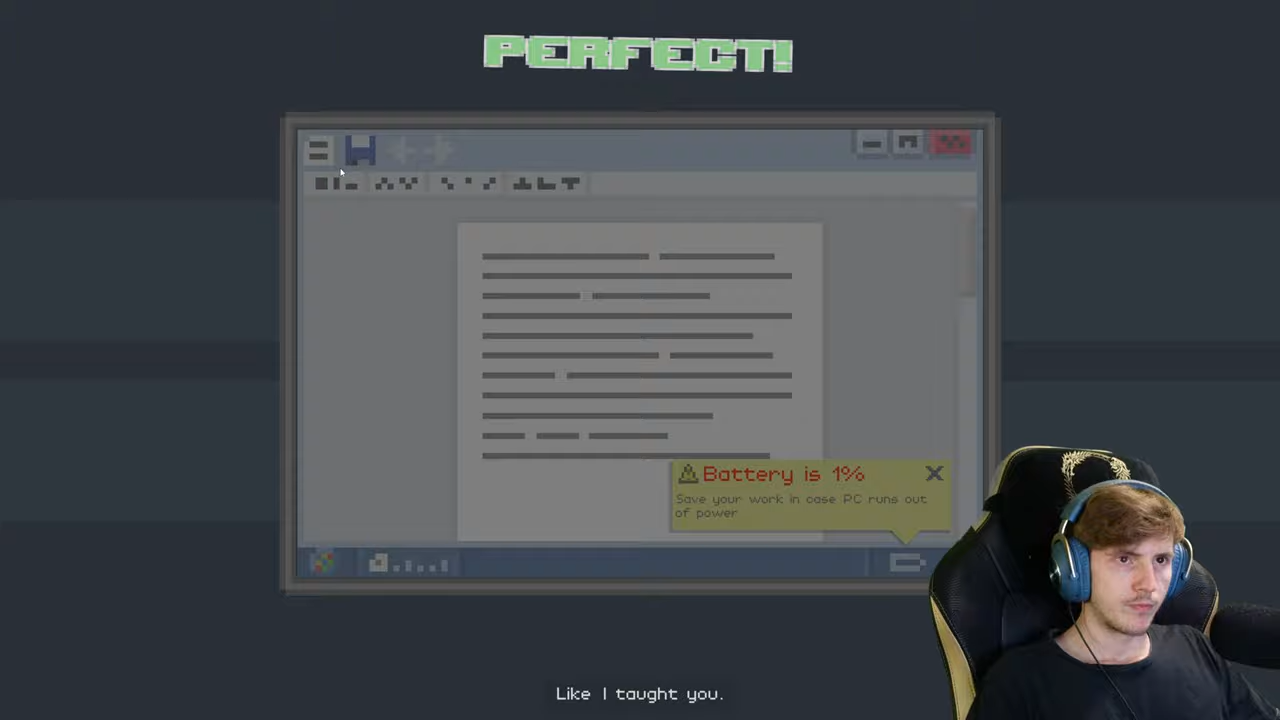 PERFECT!
Battery is 1%
Save your work in case PC runs out
of power
Like I taught you.